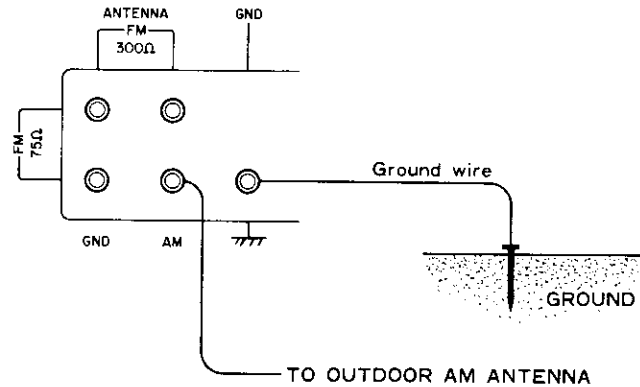 ANTENNA
FM
300Ω
GND
FM
75Ω
Ground wire
GND
AM
GROUND
TO OUTDOOR AM ANTENNA